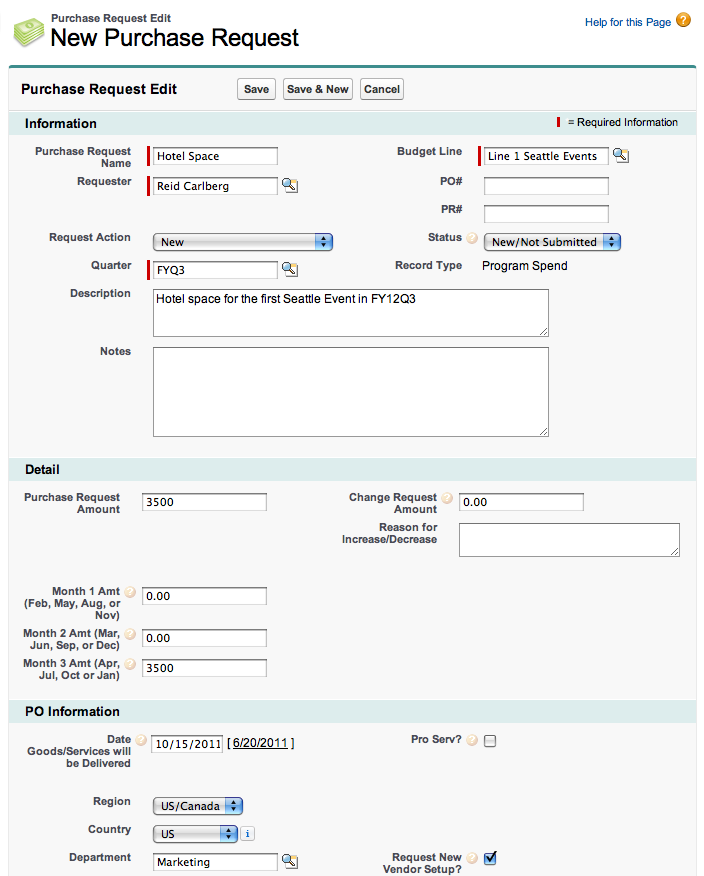 Purchase Request Edit
New Purchase Request
Help for this Page ?
Purchase Request Edit Save Save & New Cancel
Information = Required Information
Purchase Request Name Hotel Space
Budget Line Line 1 Seattle Events
Requester Reid Carlberg
PO#
PR#
Request Action New
Status ? New/Not Submitted
Quarter FYQ3
Record Type Program Spend
Description Hotel space for the first Seattle Event in FY12Q3
Notes
Detail
Purchase Request Amount 3500
Change Request Amount ? 0.00
Reason for Increase/Decrease
Month 1 Amt (Feb, May, Aug, or Nov) ? 0.00
Month 2 Amt (Mar, Jun, Sep, or Dec) ? 0.00
Month 3 Amt (Apr, Jul, Oct or Jan) ? 3500
PO Information
Date Goods/Services will be Delivered ? 10/15/2011 [ 6/20/2011 ]
Pro Serv? ?
Region US/Canada
Country US i
Department Marketing
Request New Vendor Setup? ?